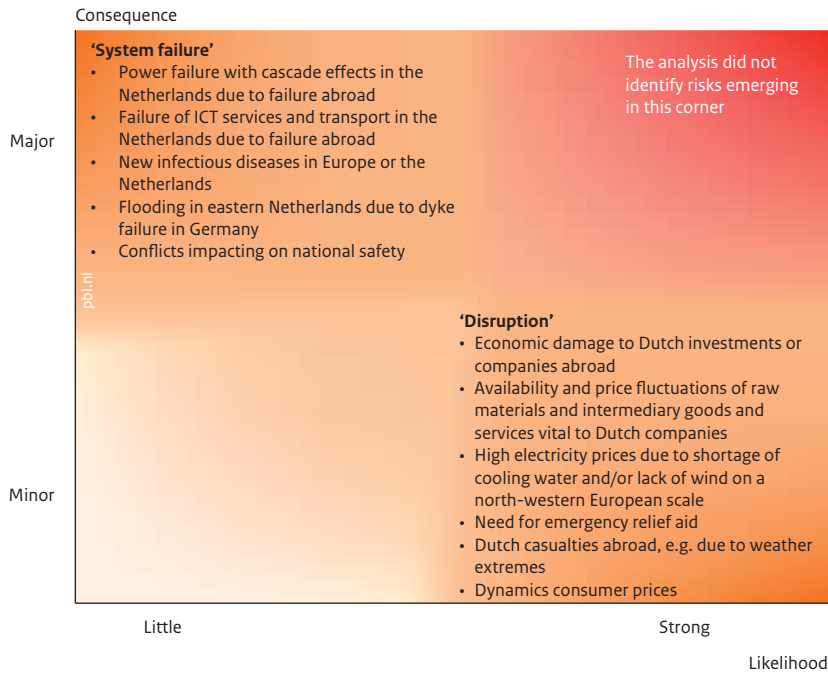 Consequence
‘System failure’
• Power failure with cascade effects in the
Netherlands due to failure abroad
• Failure of ICT services and transport in the
Netherlands due to failure abroad
• New infectious diseases in Europe or the
Netherlands
• Flooding in eastern Netherlands due to dyke
failure in Germany
• Conflicts impacting on national safety
The analysis did not
identify risks emerging
in this corner
Major
pbl.nl
‘Disruption’
• Economic damage to Dutch investments or
companies abroad
• Availability and price fluctuations of raw
materials and intermediary goods and
services vital to Dutch companies
• High electricity prices due to shortage of
cooling water and/or lack of wind on a
north-western European scale
• Need for emergency relief aid
• Dutch casualties abroad, e.g. due to weather
extremes
• Dynamics consumer prices
Minor
Little
Strong
Likelihood